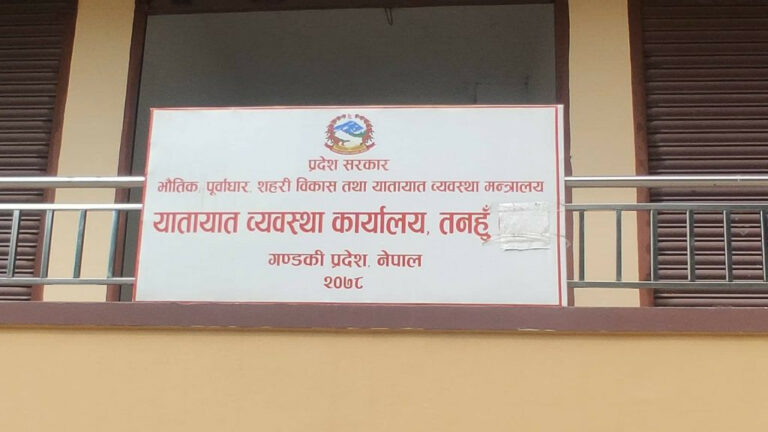 प्रदेश सरकार
भौतिक, पूर्वाधार, शहरी विकास तथा यातायात व्यवस्था मन्त्रालय
यातायात व्यवस्था कार्यालय, तनहुँ
गण्डकी प्रदेश, नेपाल
२०७८